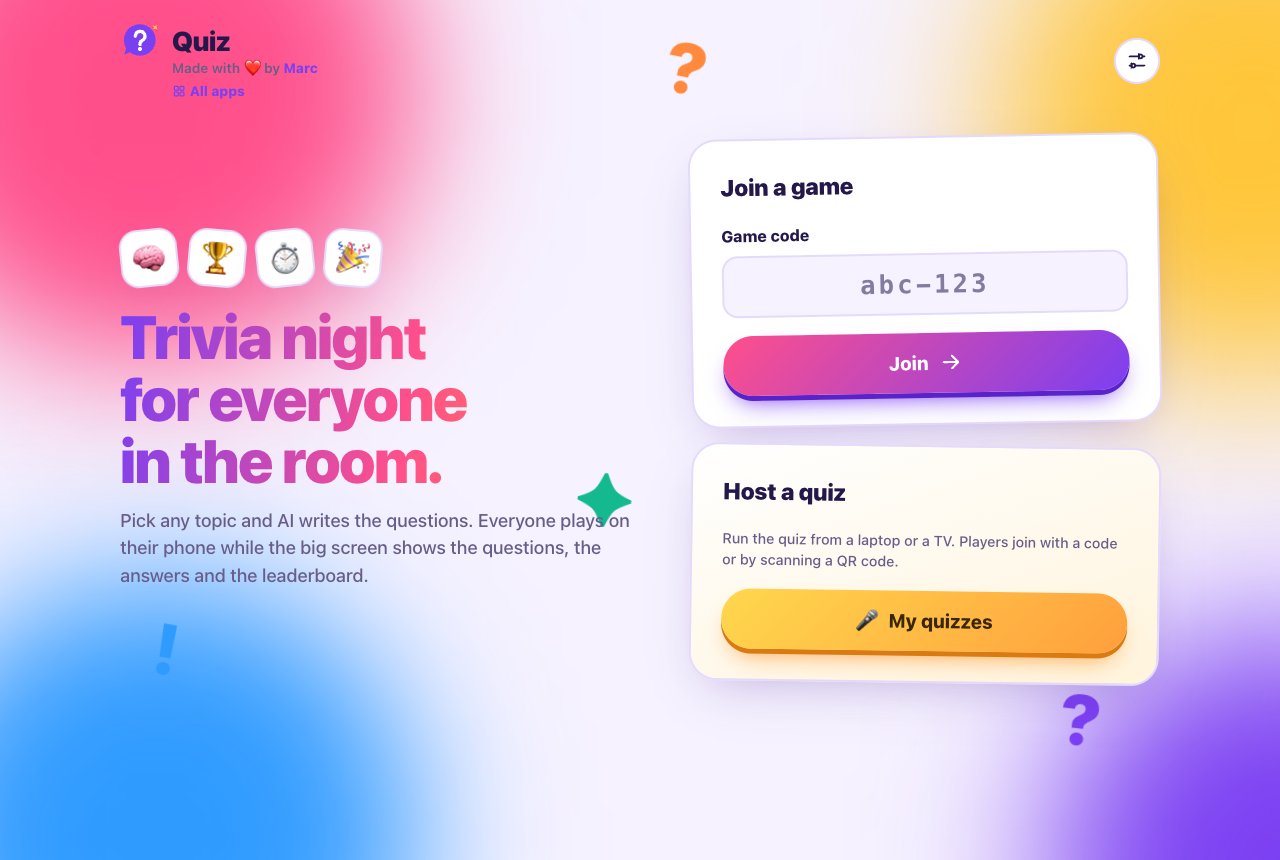 Quiz
Made with ❤️ by Marc
All apps
?
Join a game
Game code
abc–123
Join →
Trivia night
for everyone
in the room.
Pick any topic and AI writes the questions. Everyone plays on
their phone while the big screen shows the questions, the
answers and the leaderboard.
Host a quiz
Run the quiz from a laptop or a TV. Players join with a code
or by scanning a QR code.
🎤 My quizzes
!
?